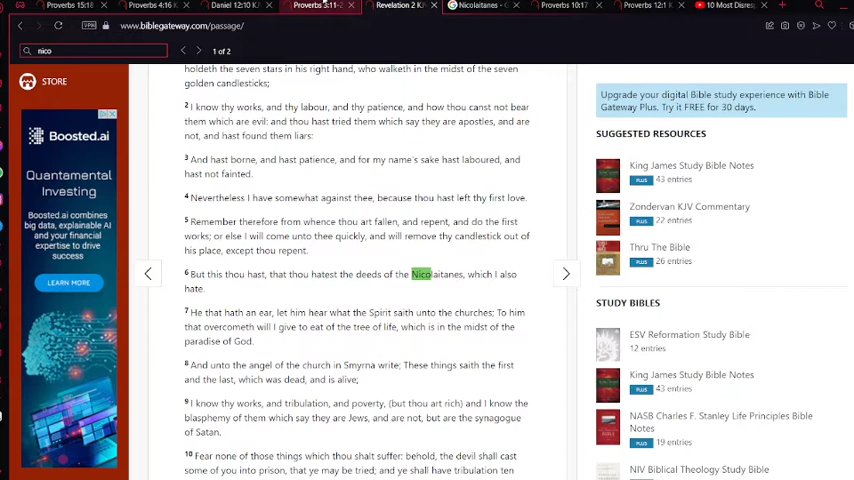 Proverbs 15:18
Proverbs 4:16 K
Daniel 12:10 KJ
Proverbs 3:11-2
Revelation 2 KJV
Nicolaitanes - G
Proverbs 10:17
Proverbs 12:1 K
10 Most Disres
VPN www.biblegateway.com/passage/
nico
1 of 2
STORE
Boosted.ai
Quantamental
Investing
Boosted.ai combines
big data, explainable AI
and your financial
expertise to drive
success
LEARN MORE
holdeth the seven stars in his right hand, who walketh in the midst of the seven
golden candlesticks;
2 I know thy works, and thy labour, and thy patience, and how thou canst not bear
them which are evil: and thou hast tried them which say they are apostles, and are
not, and hast found them liars:
3 And hast borne, and hast patience, and for my name's sake hast laboured, and
hast not fainted.
4 Nevertheless I have somewhat against thee, because thou hast left thy first love.
5 Remember therefore from whence thou art fallen, and repent, and do the first
works; or else I will come unto thee quickly, and will remove thy candlestick out of
his place, except thou repent.
6 But this thou hast, that thou hatest the deeds of the Nicolaitanes, which I also
hate.
7 He that hath an ear, let him hear what the Spirit saith unto the churches; To him
that overcometh will I give to eat of the tree of life, which is in the midst of the
paradise of God.
8 And unto the angel of the church in Smyrna write; These things saith the first
and the last, which was dead, and is alive;
9 I know thy works, and tribulation, and poverty, (but thou art rich) and I know the
blasphemy of them which say they are Jews, and are not, but are the synagogue
of Satan.
10 Fear none of those things which thou shalt suffer: behold, the devil shall cast
some of you into prison, that ye may be tried; and ye shall have tribulation ten
Upgrade your digital Bible study experience with Bible
Gateway Plus. Try it FREE for 30 days.
SUGGESTED RESOURCES
King James Study Bible Notes
PLUS 43 entries
Zondervan KJV Commentary
PLUS 22 entries
Thru The Bible
PLUS 26 entries
STUDY BIBLES
ESV Reformation Study Bible
12 entries
King James Study Bible Notes
PLUS 43 entries
NASB Charles F. Stanley Life Principles Bible
Notes
PLUS 19 entries
NIV Biblical Theology Study Bible